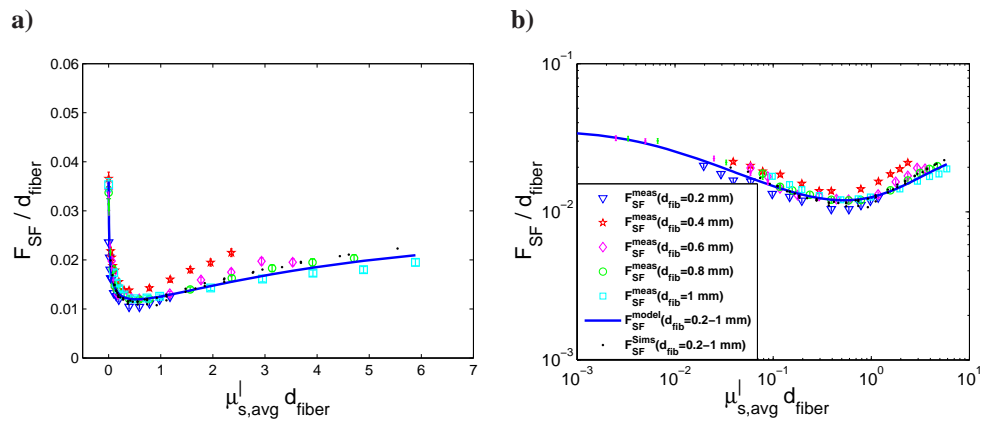 a)
0.06
0.05
0.04
0.03
0.02
0.01
0
F_SF / d_fiber
0 1 2 3 4 5 6 7
μ^|_s,avg d_fiber
b)
10^−1
10^−2
10^−3
F_SF / d_fiber
F_SF^meas(d_fib=0.2 mm)
F_SF^meas(d_fib=0.4 mm)
F_SF^meas(d_fib=0.6 mm)
F_SF^meas(d_fib=0.8 mm)
F_SF^meas(d_fib=1 mm)
F_SF^model(d_fib=0.2−1 mm)
F_SF^Sims(d_fib=0.2−1 mm)
10^−3 10^−2 10^−1 10^0 10^1
μ^|_s,avg d_fiber